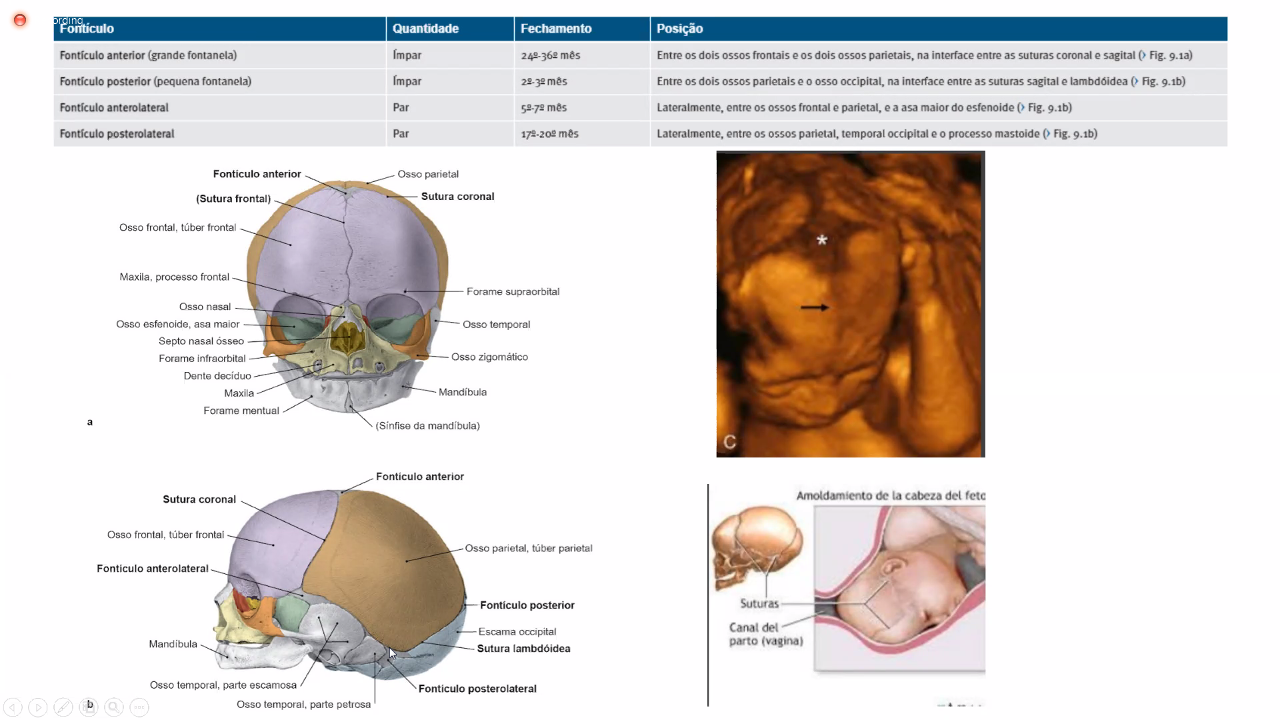 ording
Fontículo Quantidade Fechamento Posição
Fontículo anterior (grande fontanela) Ímpar 24º-36º mês Entre os dois ossos frontais e os dois ossos parietais, na interface entre as suturas coronal e sagital (› Fig. 9.1a)
Fontículo posterior (pequena fontanela) Ímpar 2º-3º mês Entre os dois ossos parietais e o osso occipital, na interface entre as suturas sagital e lambdóidea (› Fig. 9.1b)
Fontículo anterolateral Par 5º-7º mês Lateralmente, entre os ossos frontal e parietal, e a asa maior do esfenoide (› Fig. 9.1b)
Fontículo posterolateral Par 17º-20º mês Lateralmente, entre os ossos parietal, temporal occipital e o processo mastoide (› Fig. 9.1b)
Fontículo anterior
Osso parietal
(Sutura frontal)
Sutura coronal
Osso frontal, túber frontal
Maxila, processo frontal
Forame supraorbital
Osso nasal
Osso esfenoide, asa maior
Osso temporal
Septo nasal ósseo
Forame infraorbital
Osso zigomático
Dente decíduo
Maxila
Mandíbula
Forame mentual
(Sínfise da mandíbula)
a
*
C
Fontículo anterior
Sutura coronal
Osso frontal, túber frontal
Osso parietal, túber parietal
Fontículo anterolateral
Fontículo posterior
Escama occipital
Mandíbula
Sutura lambdóidea
Osso temporal, parte escamosa
Fontículo posterolateral
Osso temporal, parte petrosa
b
Amoldamiento de la cabeza del feto
Suturas
Canal del
parto (vagina)